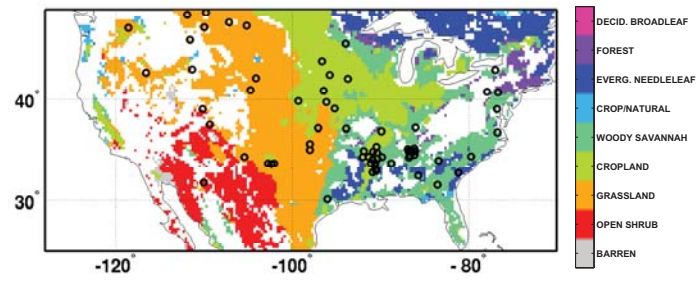 40°
30°
-120°
-100°
-80°
DECID. BROADLEAF
FOREST
EVERG. NEEDLELEAF
CROP/NATURAL
WOODY SAVANNAH
CROPLAND
GRASSLAND
OPEN SHRUB
BARREN